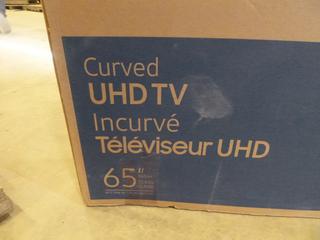 Curved
UHD TV
Incurvé
Téléviseur UHD
65"